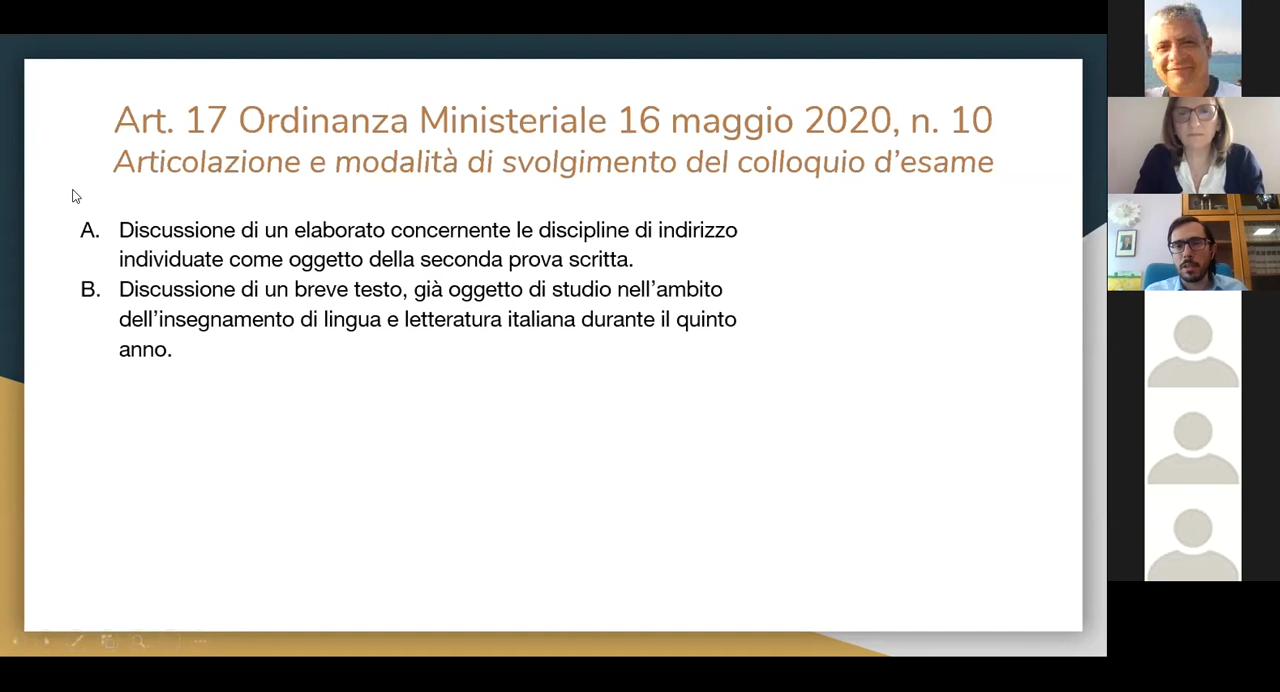 Art. 17 Ordinanza Ministeriale 16 maggio 2020, n. 10
Articolazione e modalità di svolgimento del colloquio d’esame
A. Discussione di un elaborato concernente le discipline di indirizzo
individuate come oggetto della seconda prova scritta.
B. Discussione di un breve testo, già oggetto di studio nell’ambito
dell’insegnamento di lingua e letteratura italiana durante il quinto
anno.